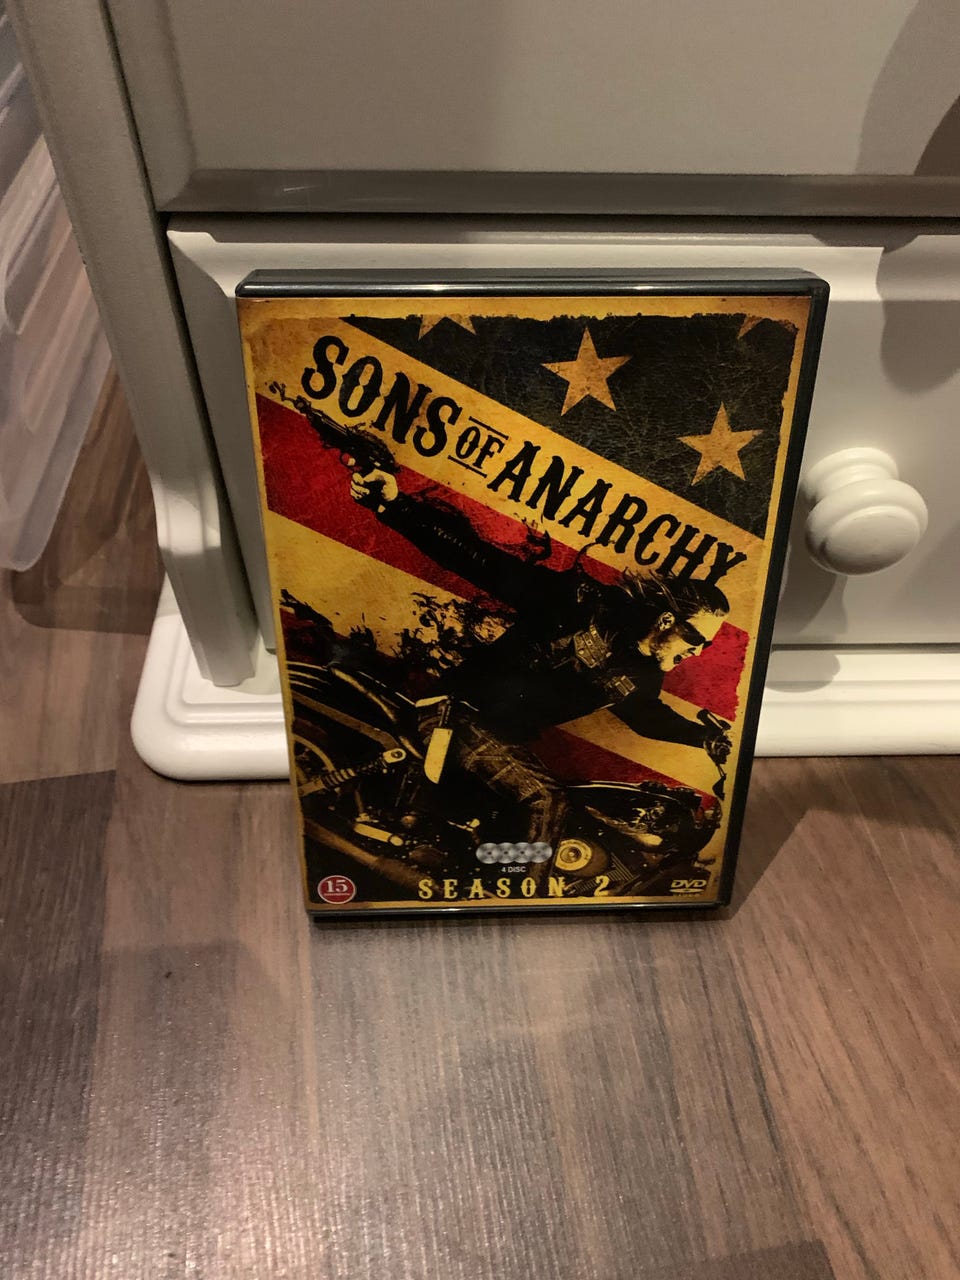 SONS OF ANARCHY
4 DISC
SEASON 2
15
DVD